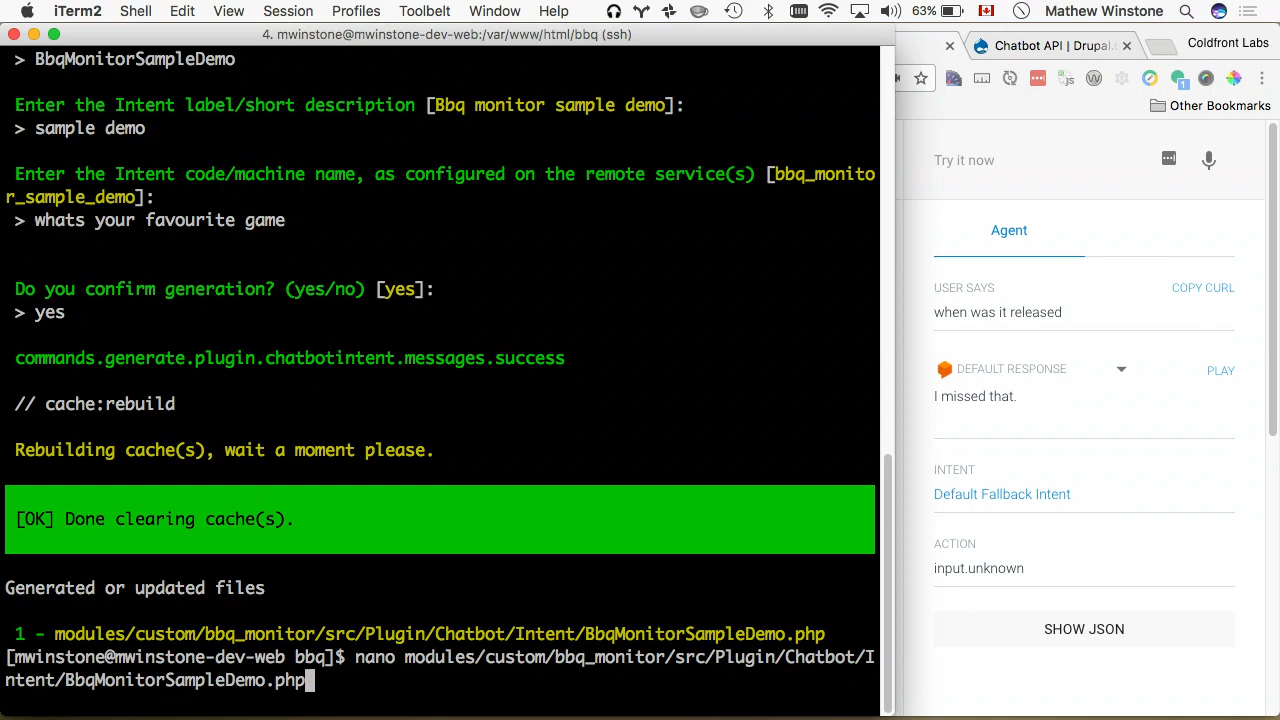 iTerm2 Shell Edit View Session Profiles Toolbelt Window Help 63% Mathew Winstone
4. mwinstone@mwinstone-dev-web:/var/www/html/bbq (ssh)
> BbqMonitorSampleDemo
Enter the Intent label/short description [Bbq monitor sample demo]:
> sample demo
Enter the Intent code/machine name, as configured on the remote service(s) [bbq_monito
r_sample_demo]:
> whats your favourite game
Do you confirm generation? (yes/no) [yes]:
> yes
commands.generate.plugin.chatbotintent.messages.success
// cache:rebuild
Rebuilding cache(s), wait a moment please.
[OK] Done clearing cache(s).
Generated or updated files
1 - modules/custom/bbq_monitor/src/Plugin/Chatbot/Intent/BbqMonitorSampleDemo.php
[mwinstone@mwinstone-dev-web bbq]$ nano modules/custom/bbq_monitor/src/Plugin/Chatbot/I
ntent/BbqMonitorSampleDemo.php
Chatbot API | Drupal.
Coldfront Labs
1
Other Bookmarks
Try it now
Agent
USER SAYS COPY CURL
when was it released
DEFAULT RESPONSE PLAY
I missed that.
INTENT
Default Fallback Intent
ACTION
input.unknown
SHOW JSON